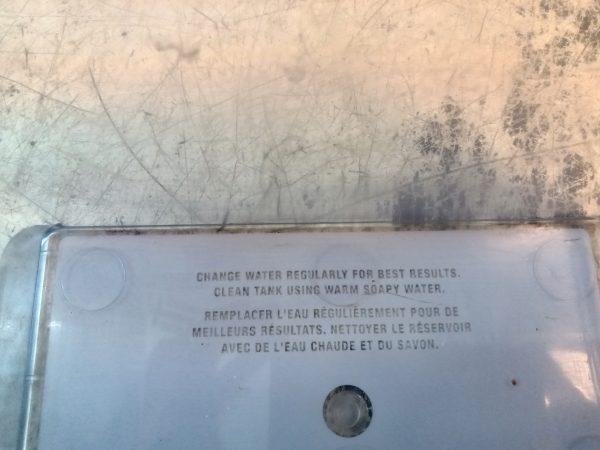 CHANGE WATER REGULARLY FOR BEST RESULTS.
CLEAN TANK USING WARM SOAPY WATER.
REMPLACER L'EAU RÉGULIÈREMENT POUR DE
MEILLEURS RÉSULTATS. NETTOYER LE RÉSERVOIR
AVEC DE L'EAU CHAUDE ET DU SAVON.